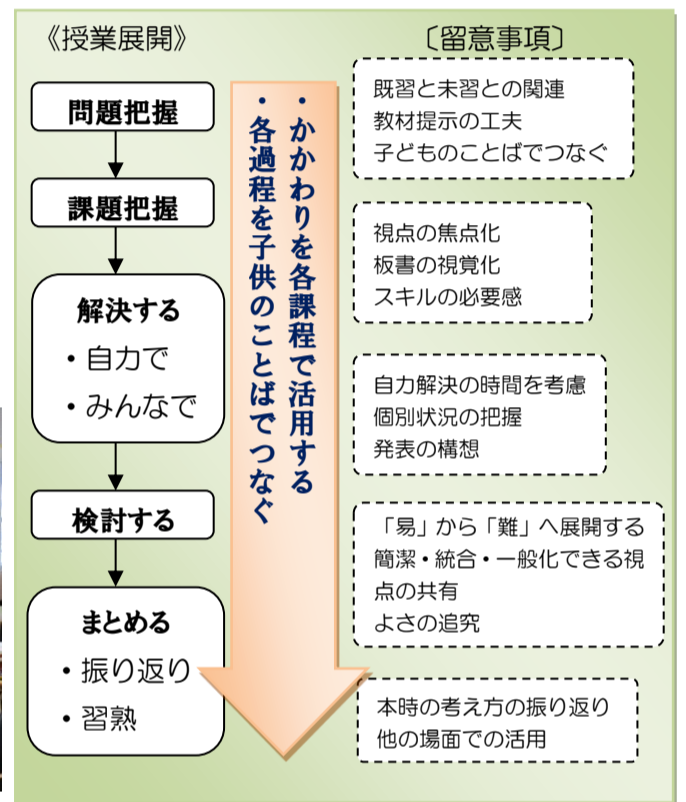 《授業展開》
問題把握
課題把握
解決する
・自力で
・みんなで
検討する
まとめる
・振り返り
・習熟
・かかわりを各課程で活用する
・各過程を子供のことばでつなぐ
〔留意事項〕
既習と未習との関連
教材提示の工夫
子どものことばでつなぐ
視点の焦点化
板書の視覚化
スキルの必要感
自力解決の時間を考慮
個別状況の把握
発表の構想
「易」から「難」へ展開する
簡潔・統合・一般化できる視
点の共有
よさの追究
本時の考え方の振り返り
他の場面での活用